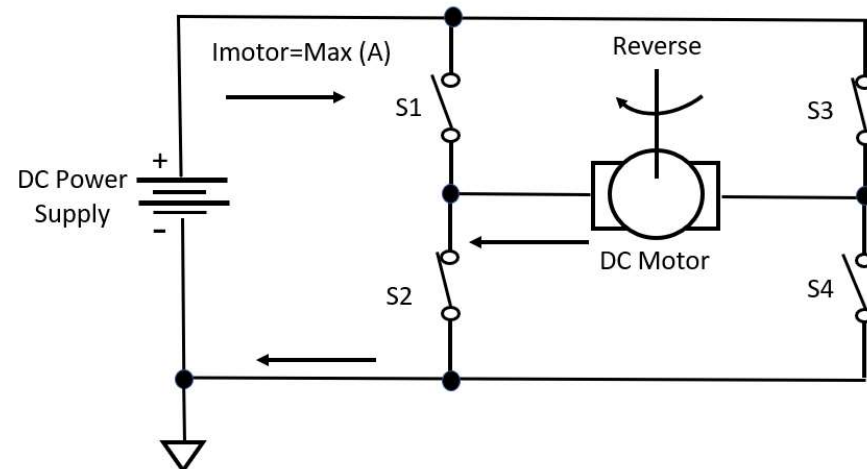 Imotor=Max (A)
Reverse
S1
S3
+
DC Power
Supply
-
DC Motor
S2
S4